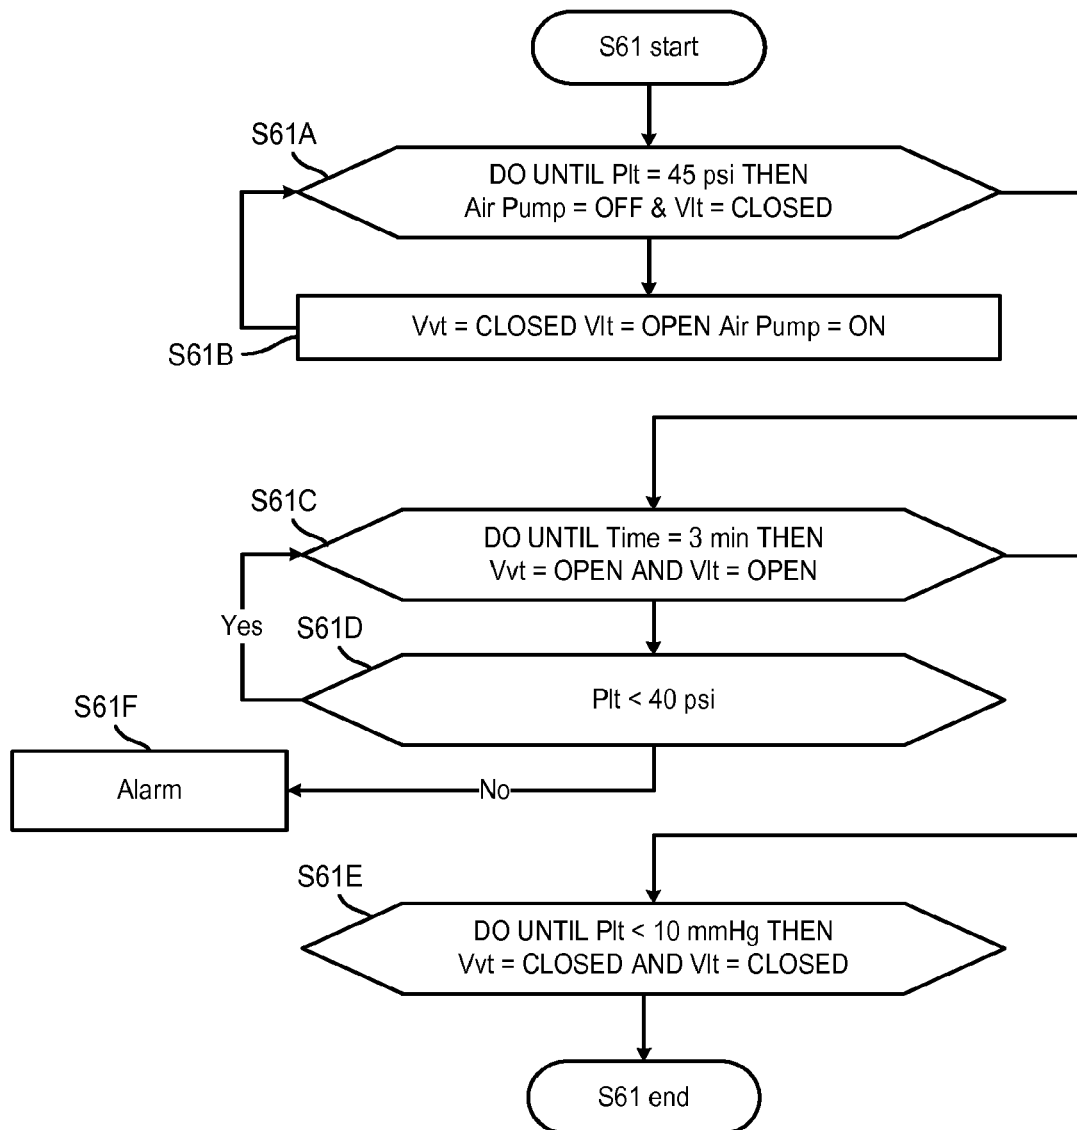 S61 start
S61A
DO UNTIL Plt = 45 psi THEN
Air Pump = OFF & Vlt = CLOSED
Vvt = CLOSED Vlt = OPEN Air Pump = ON
S61B
S61C
DO UNTIL Time = 3 min THEN
Vvt = OPEN AND Vlt = OPEN
Yes
S61D
Plt < 40 psi
S61F
Alarm
No
S61E
DO UNTIL Plt < 10 mmHg THEN
Vvt = CLOSED AND Vlt = CLOSED
S61 end